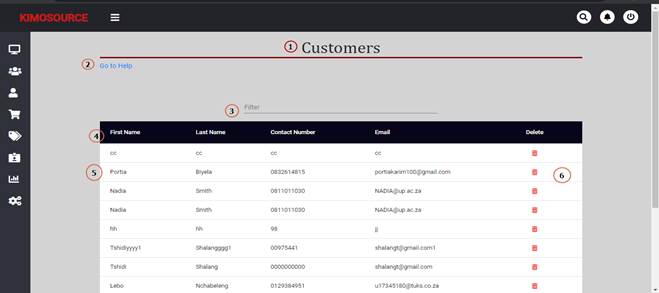 KIMOSOURCE
1 Customers
2 Go to Help
3 Filter
4 First Name Last Name Contact Number Email Delete
cc cc cc cc
5 Portia Biyela 0832614815 portiakarim100@gmail.com 6
Nadia Smith 0811011030 NADIA@up.ac.za
Nadia Smith 0811011030 NADIA@up.ac.za
hh hh 98 jj
Tshidiyyyy1 Shalangggg1 00975441 shalangt@gmail.com1
Tshidi Shalang 0000000000 shalangt@gmail.com
Lebo Nchabeleng 0129384951 u17345180@tuks.co.za